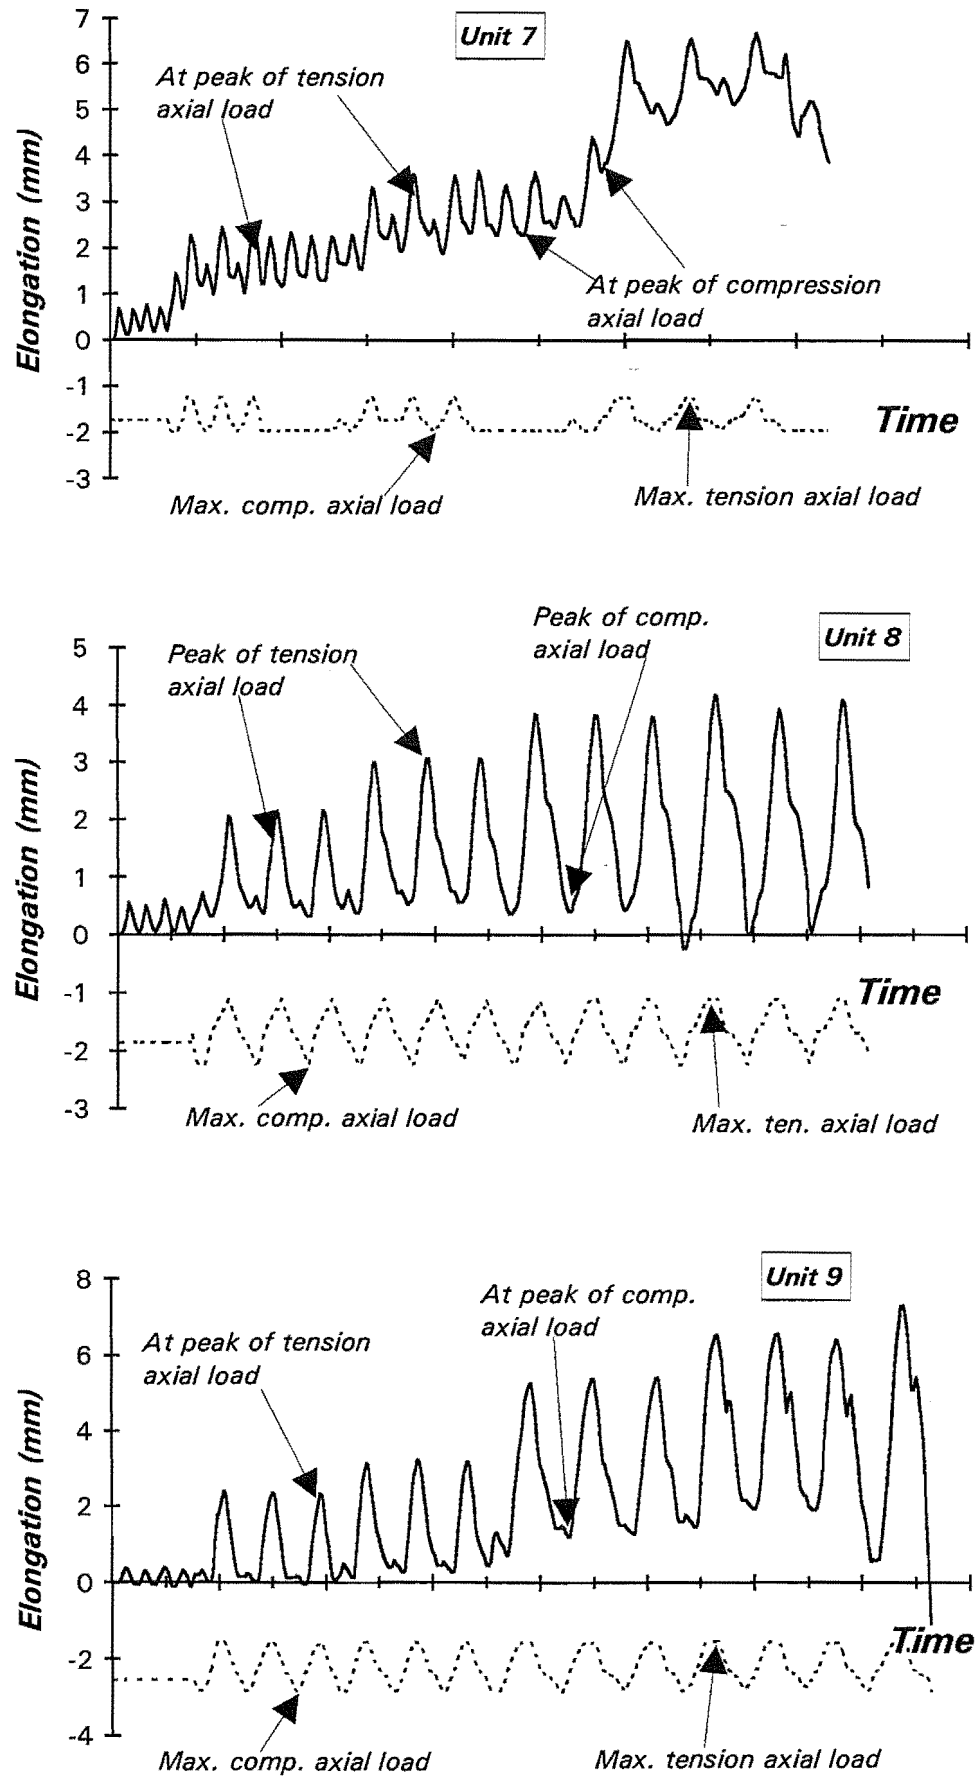 Unit 7
7
6
5
4
3
2
1
0
-1
-2
-3
Elongation (mm)
At peak of tension
axial load
At peak of compression
axial load
Time
Max. comp. axial load
Max. tension axial load
Unit 8
5
4
3
2
1
0
-1
-2
-3
Elongation (mm)
Peak of tension
axial load
Peak of comp.
axial load
Time
Max. comp. axial load
Max. ten. axial load
Unit 9
8
6
4
2
0
-2
-4
Elongation (mm)
At peak of tension
axial load
At peak of comp.
axial load
Time
Max. comp. axial load
Max. tension axial load